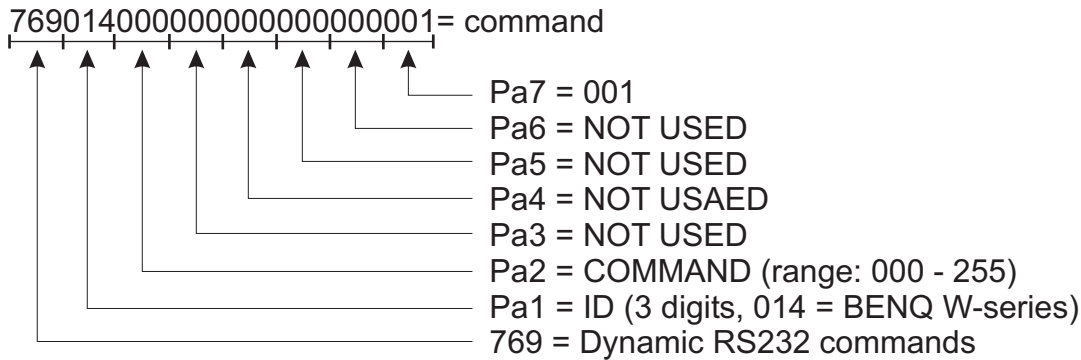 769014000000000000000001= command
Pa7 = 001
Pa6 = NOT USED
Pa5 = NOT USED
Pa4 = NOT USAED
Pa3 = NOT USED
Pa2 = COMMAND (range: 000 - 255)
Pa1 = ID (3 digits, 014 = BENQ W-series)
769 = Dynamic RS232 commands